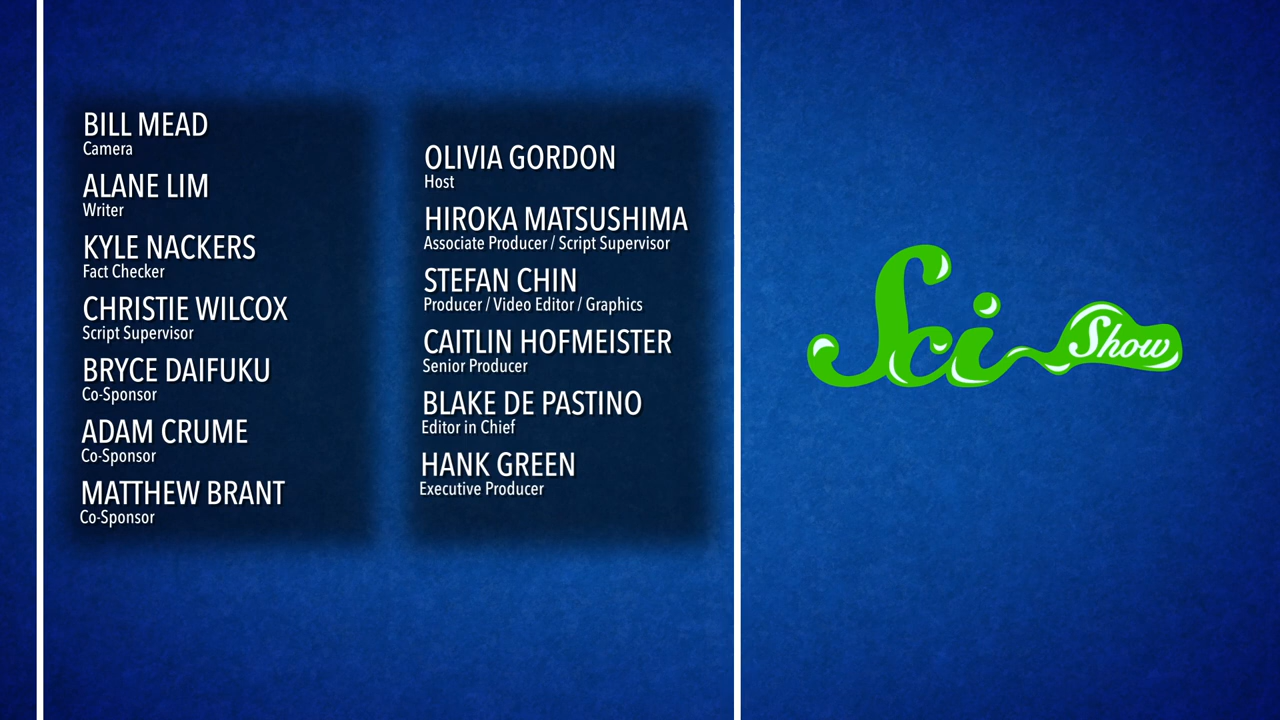 BILL MEAD
Camera
ALANE LIM
Writer
KYLE NACKERS
Fact Checker
CHRISTIE WILCOX
Script Supervisor
BRYCE DAIFUKU
Co-Sponsor
ADAM CRUME
Co-Sponsor
MATTHEW BRANT
Co-Sponsor
OLIVIA GORDON
Host
HIROKA MATSUSHIMA
Associate Producer / Script Supervisor
STEFAN CHIN
Producer / Video Editor / Graphics
CAITLIN HOFMEISTER
Senior Producer
BLAKE DE PASTINO
Editor in Chief
HANK GREEN
Executive Producer
Sci Show